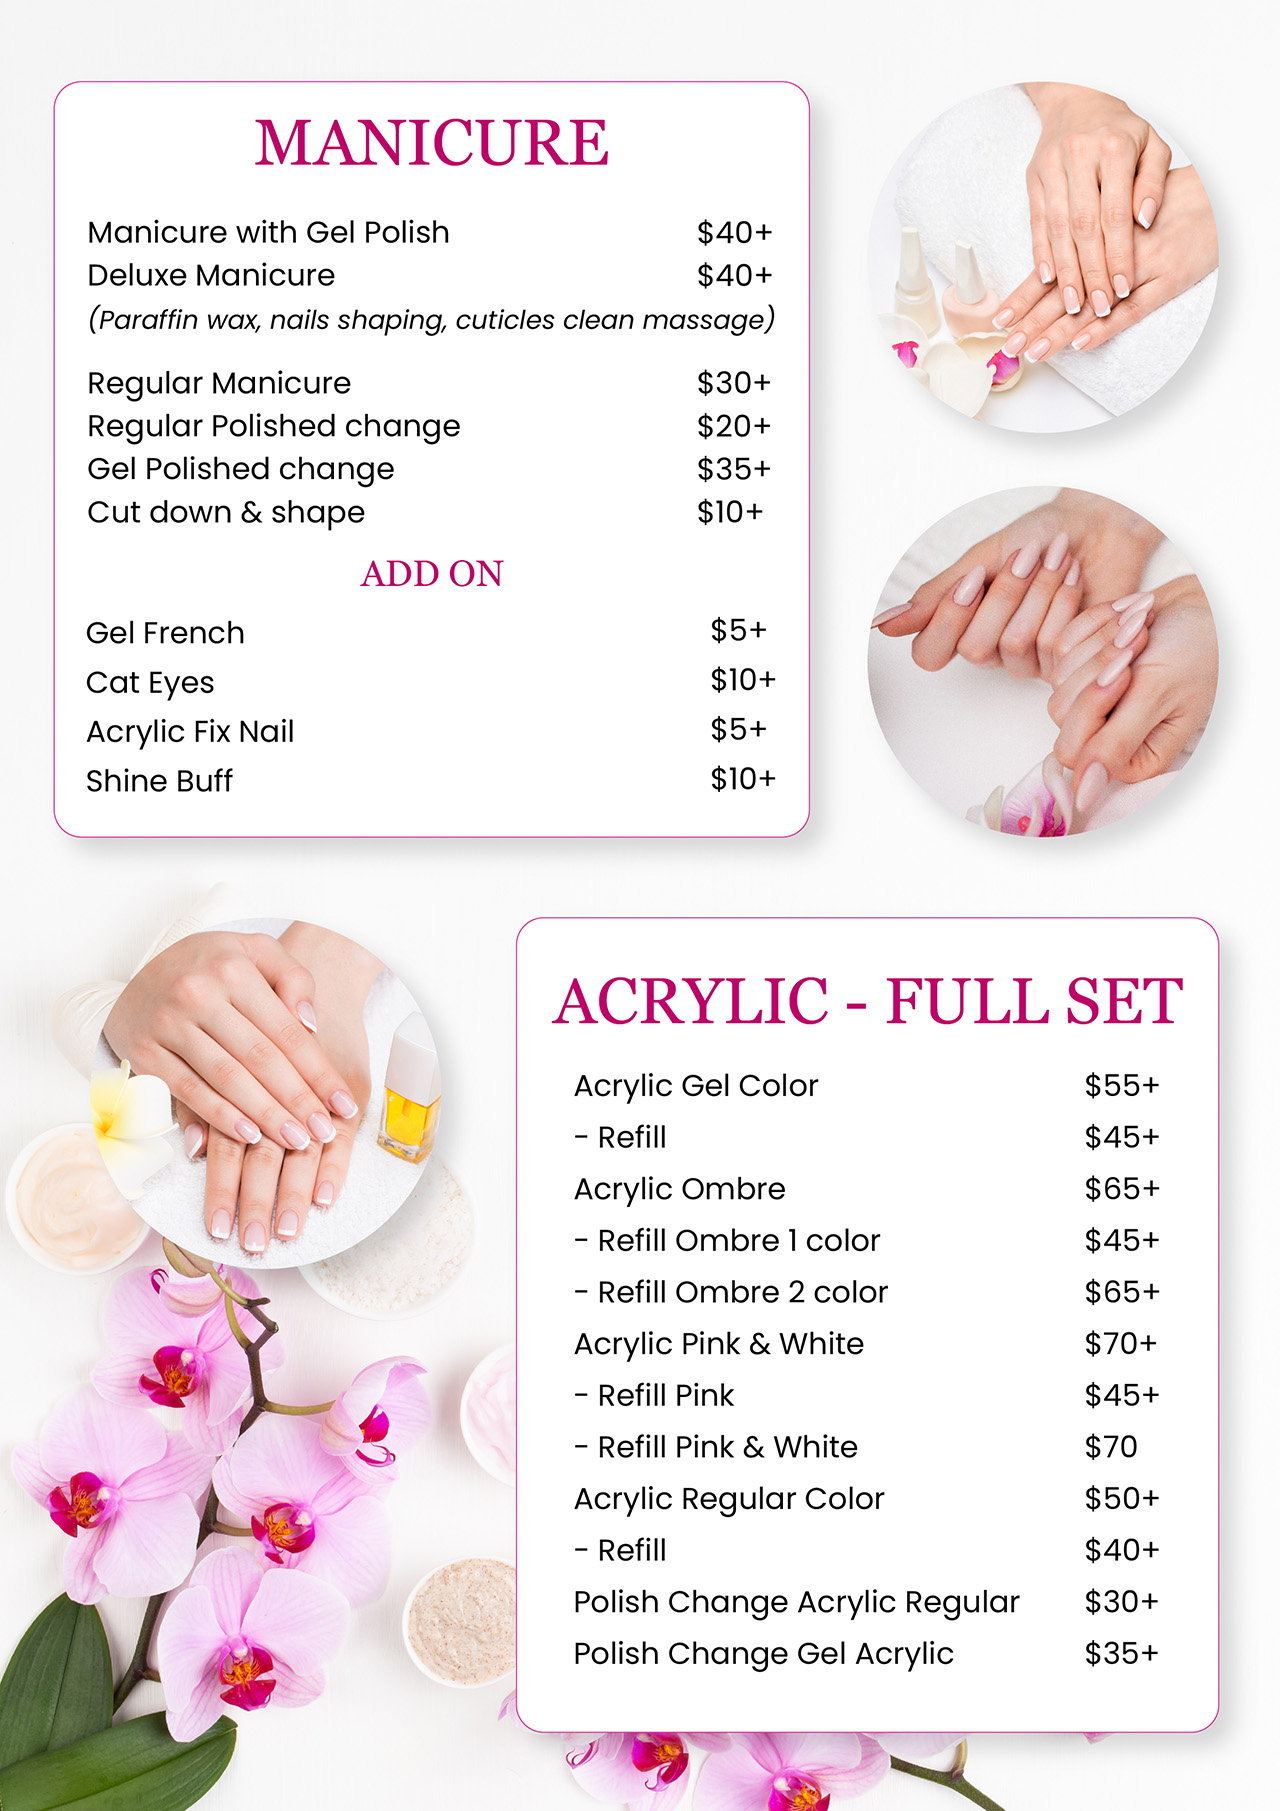 MANICURE
Manicure with Gel Polish $40+
Deluxe Manicure $40+
(Paraffin wax, nails shaping, cuticles clean massage)
Regular Manicure $30+
Regular Polished change $20+
Gel Polished change $35+
Cut down & shape $10+
ADD ON
Gel French $5+
Cat Eyes $10+
Acrylic Fix Nail $5+
Shine Buff $10+
ACRYLIC - FULL SET
Acrylic Gel Color $55+
- Refill $45+
Acrylic Ombre $65+
- Refill Ombre 1 color $45+
- Refill Ombre 2 color $65+
Acrylic Pink & White $70+
- Refill Pink $45+
- Refill Pink & White $70
Acrylic Regular Color $50+
- Refill $40+
Polish Change Acrylic Regular $30+
Polish Change Gel Acrylic $35+